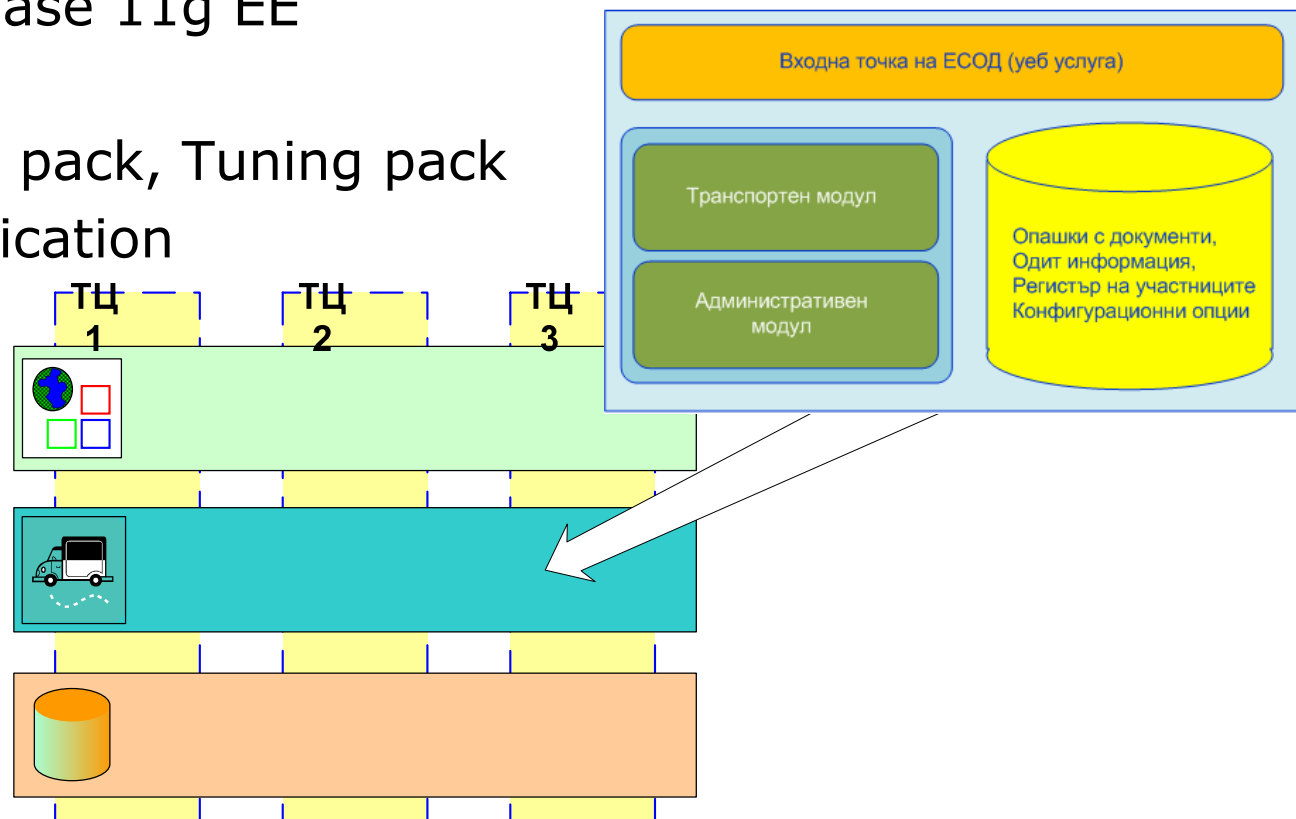 ase 11g EE
pack, Tuning pack
ication
Входна точка на ЕСОД (уеб услуга)
Транспортен модул
Административен
модул
Опашки с документи,
Одит информация,
Регистър на участниците
Конфигурационни опции
ТЦ ТЦ ТЦ
1 2 3